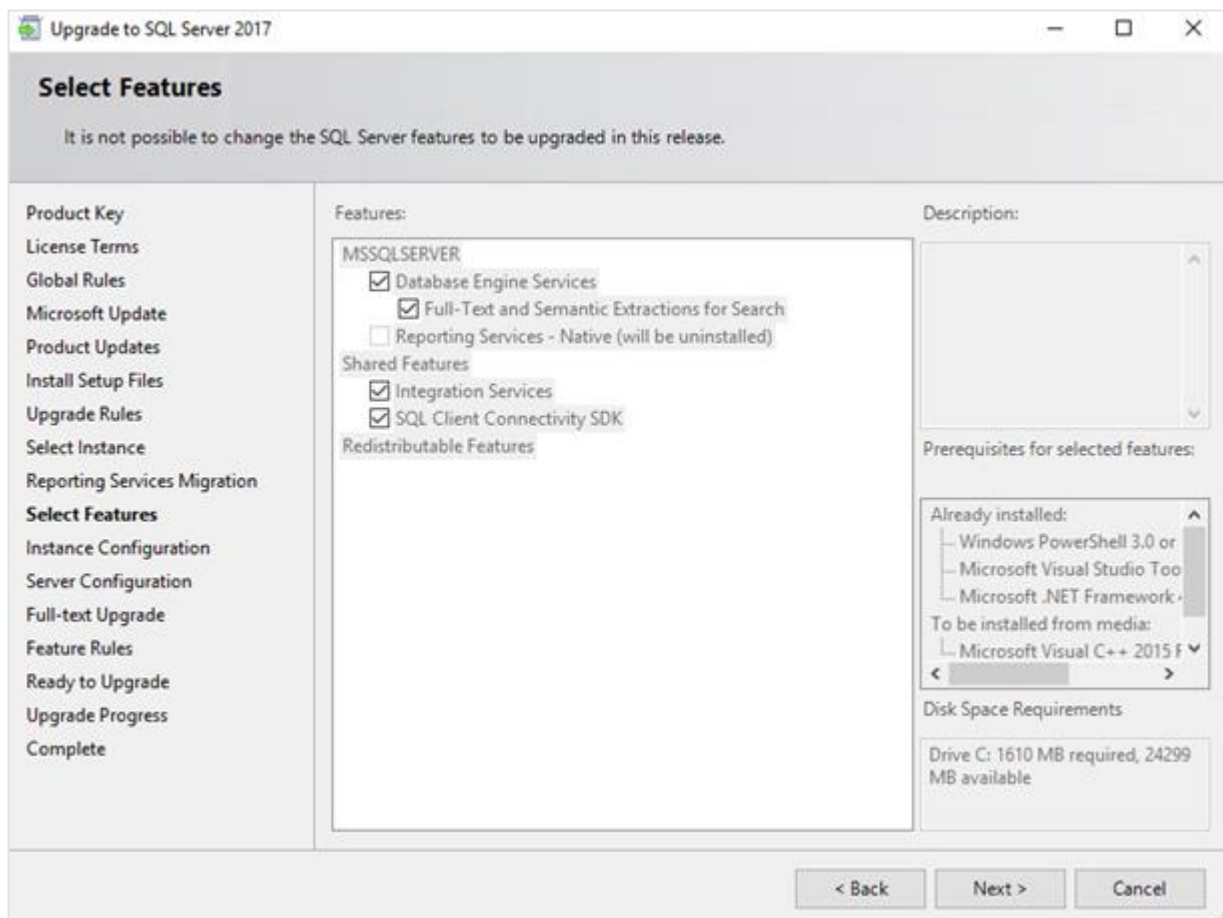 Upgrade to SQL Server 2017
Select Features
It is not possible to change the SQL Server features to be upgraded in this release.
Product Key
License Terms
Global Rules
Microsoft Update
Product Updates
Install Setup Files
Upgrade Rules
Select Instance
Reporting Services Migration
Select Features
Instance Configuration
Server Configuration
Full-text Upgrade
Feature Rules
Ready to Upgrade
Upgrade Progress
Complete
Features:
MSSQLSERVER
Database Engine Services
Full-Text and Semantic Extractions for Search
Reporting Services - Native (will be uninstalled)
Shared Features
Integration Services
SQL Client Connectivity SDK
Redistributable Features
Description:
Prerequisites for selected features:
Already installed:
Windows PowerShell 3.0 or
Microsoft Visual Studio Too
Microsoft .NET Framework
To be installed from media:
Microsoft Visual C++ 2015
Disk Space Requirements
Drive C: 1610 MB required, 24299
MB available
< Back
Next >
Cancel